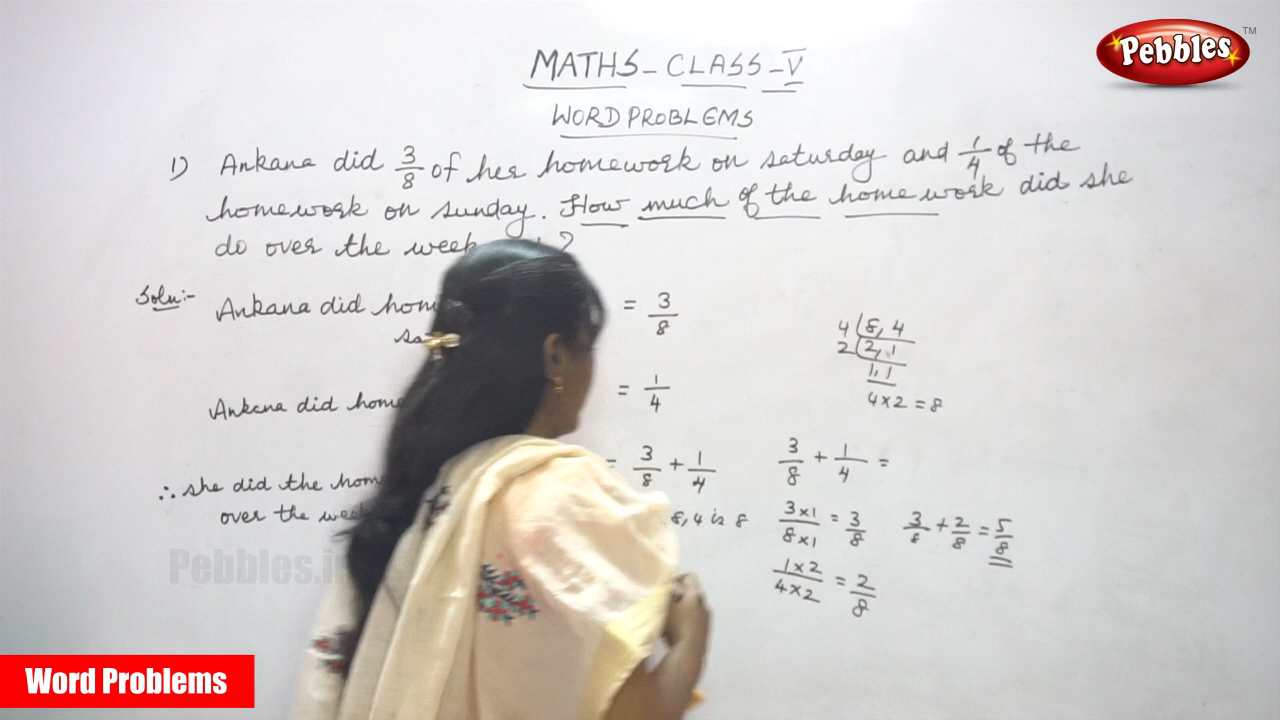 Pebbles™
MATHS - CLASS - V
WORD PROBLEMS
1) Ankana did 3/8 of her homework on saturday and 1/4 of the
homework on sunday. How much of the home work did she
do over the week ?
Solu:-
Ankana did = 3/8
Ankana did = 1/4
∴ she did the = 3/8 + 1/4
over the
8, 4 is 8
4 | 8, 4
2 | 2, 1
1, 1
4 × 2 = 8
3/8 + 1/4 =
3×1/8×1 = 3/8
3/8 + 2/8 = 5/8
1×2/4×2 = 2/8
Pebbles.i
Word Problems